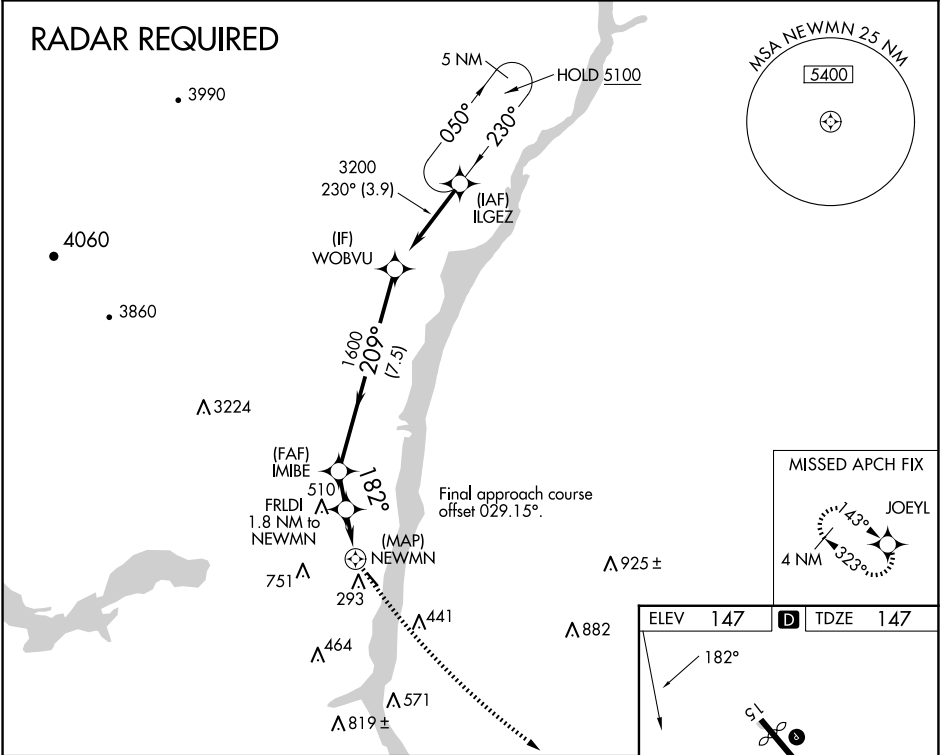 RADAR REQUIRED
MSA NEWMN 25 NM
5400
5 NM
HOLD 5100
050°
230°
3990
3200
230° (3.9)
(IAF)
ILGEZ
(IF)
WOBVU
4060
3860
1600
209°
(7.5)
3224
(FAF)
IMIBE
182°
510
FRLDI
1.8 NM to
NEWMN
Final approach course
offset 029.15°.
(MAP)
NEWMN
MISSED APCH FIX
JOEYL
143°
323°
4 NM
751
293
925 ±
441
882
464
571
819 ±
ELEV 147 D TDZE 147
182°
15
P